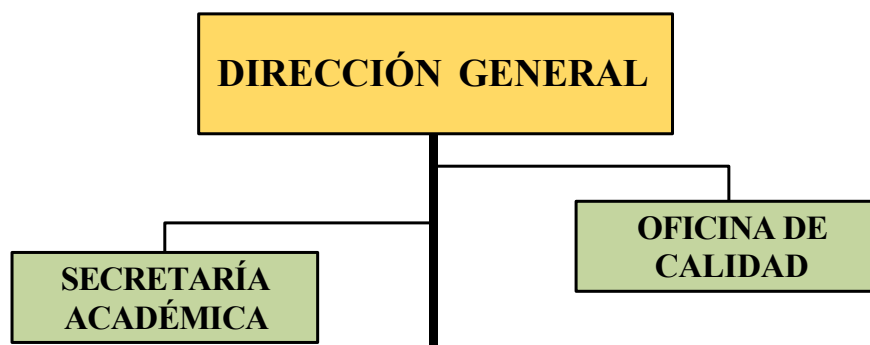 DIRECCIÓN GENERAL
OFICINA DE
CALIDAD
SECRETARÍA
ACADÉMICA